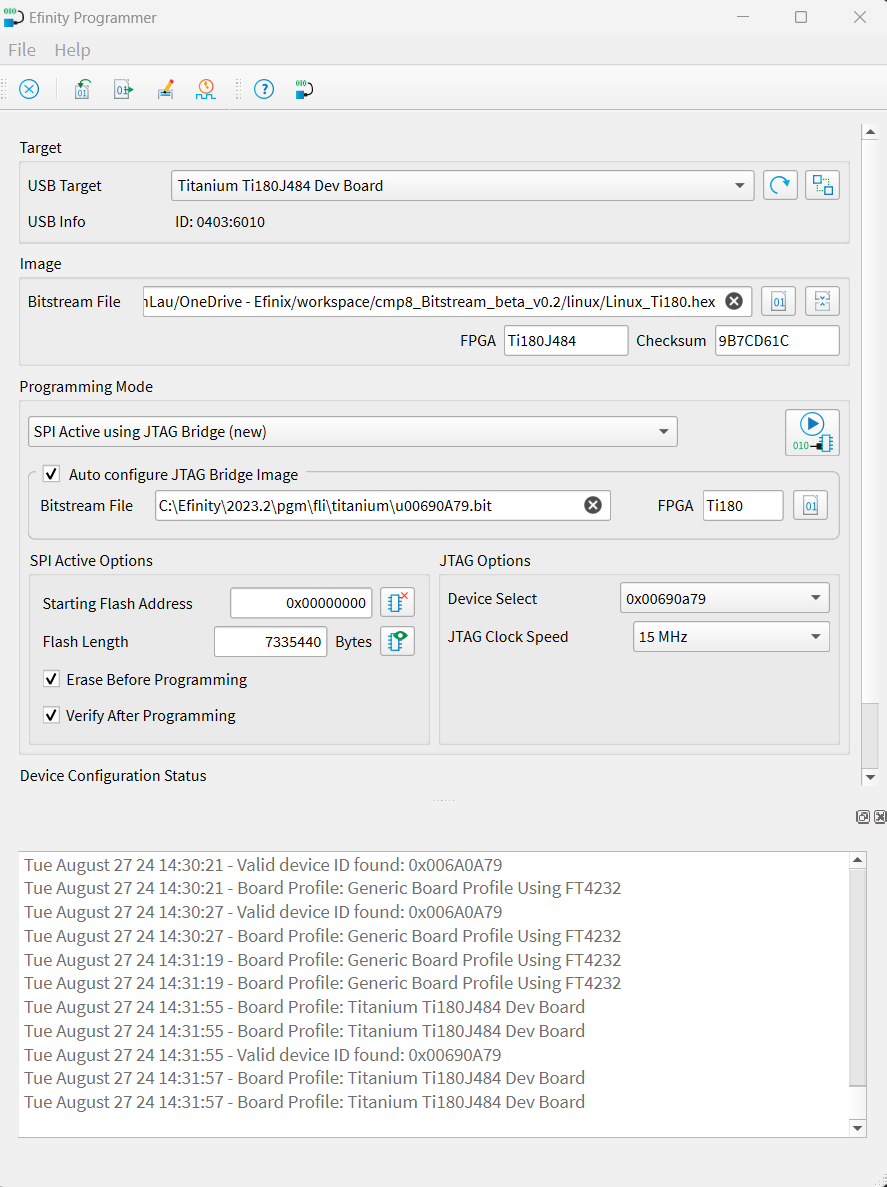 Efinity Programmer
File Help
Target
USB Target Titanium Ti180J484 Dev Board
USB Info ID: 0403:6010
Image
Bitstream File nLau/OneDrive - Efinix/workspace/cmp8_Bitstream_beta_v0.2/linux/Linux_Ti180.hex
FPGA Ti180J484 Checksum 9B7CD61C
Programming Mode
SPI Active using JTAG Bridge (new)
Auto configure JTAG Bridge Image
Bitstream File C:\Efinity\2023.2\pgm\fli\titanium\u00690A79.bit FPGA Ti180
SPI Active Options JTAG Options
Starting Flash Address 0x00000000 Device Select 0x00690a79
Flash Length 7335440 Bytes JTAG Clock Speed 15 MHz
Erase Before Programming
Verify After Programming
Device Configuration Status
Tue August 27 24 14:30:21 - Valid device ID found: 0x006A0A79
Tue August 27 24 14:30:21 - Board Profile: Generic Board Profile Using FT4232
Tue August 27 24 14:30:27 - Valid device ID found: 0x006A0A79
Tue August 27 24 14:30:27 - Board Profile: Generic Board Profile Using FT4232
Tue August 27 24 14:31:19 - Board Profile: Generic Board Profile Using FT4232
Tue August 27 24 14:31:19 - Board Profile: Generic Board Profile Using FT4232
Tue August 27 24 14:31:55 - Board Profile: Titanium Ti180J484 Dev Board
Tue August 27 24 14:31:55 - Board Profile: Titanium Ti180J484 Dev Board
Tue August 27 24 14:31:55 - Valid device ID found: 0x00690A79
Tue August 27 24 14:31:57 - Board Profile: Titanium Ti180J484 Dev Board
Tue August 27 24 14:31:57 - Board Profile: Titanium Ti180J484 Dev Board